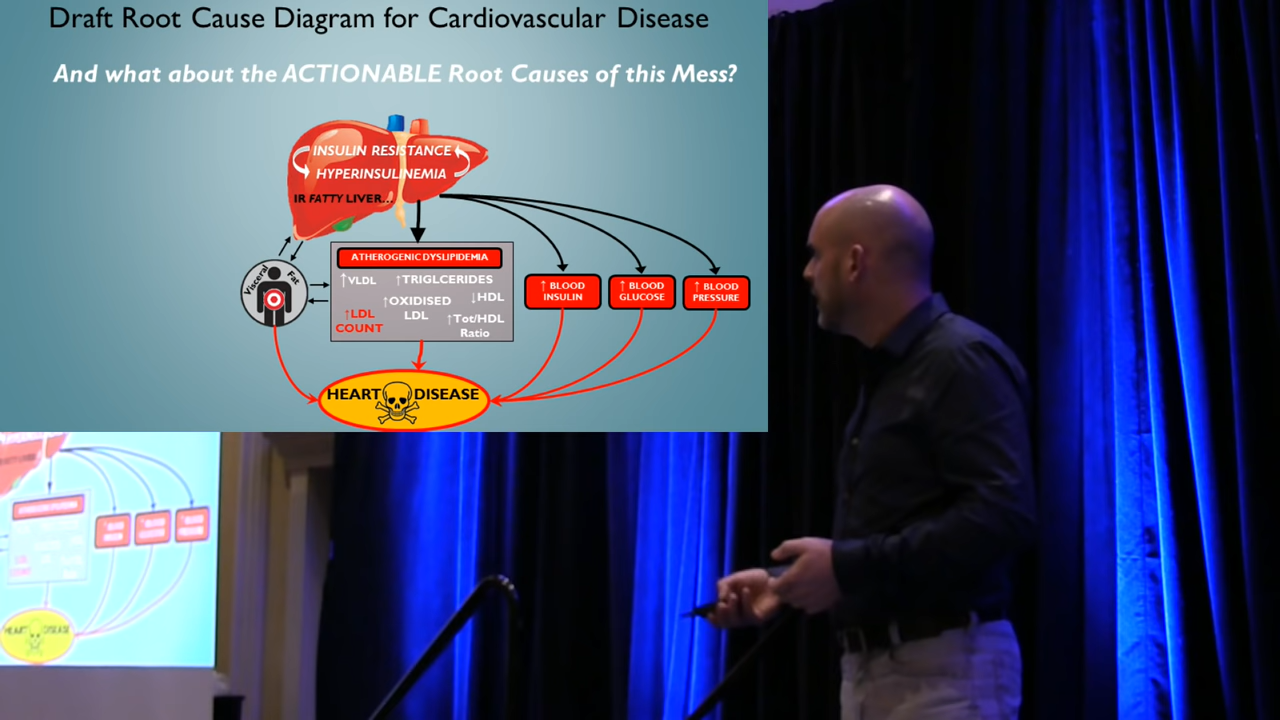 Draft Root Cause Diagram for Cardiovascular Disease
And what about the ACTIONABLE Root Causes of this Mess?
INSULIN RESISTANCE
HYPERINSULINEMIA
IR FATTY LIVER...
Visceral Fat
ATHEROGENIC DYSLIPIDEMIA
↑VLDL
↑TRIGLCERIDES
↑OXIDISED
LDL
↓HDL
↑LDL
COUNT
↑Tot/HDL
Ratio
↑ BLOOD
INSULIN
↑ BLOOD
GLUCOSE
↑ BLOOD
PRESSURE
HEART DISEASE
HEART DISEASE